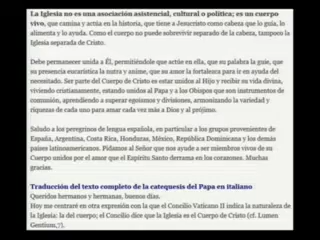 La Iglesia no es una asociación asistencial, cultural o política; es un cuerpo
vivo, que camina y actúa en la historia, que tiene a Jesucristo como cabeza que lo guía, lo
alimenta y lo ayuda. Como el cuerpo no puede sobrevivir separado de la cabeza, tampoco la
Iglesia separada de Cristo.
Debe permanecer unida a Él, permitiéndole que actúe en ella, que su palabra la guíe, que
su presencia eucarística la nutra y anime, que su amor la fortalezca para ir en ayuda del
necesitado. Ser parte del Cuerpo de Cristo es estar unidos al Hijo y recibir su vida divina,
viviendo cristianamente, estando unidos al Papa y a los Obispos que son instrumentos de
comunión, aprendiendo a superar egoísmos y divisiones, armonizando la variedad y
riquezas de cada uno para amar cada vez más a Dios y al prójimo.
Saludo a los peregrinos de lengua española, en particular a los grupos provenientes de
España, Argentina, Costa Rica, Honduras, México, República Dominicana y los demás
países latinoamericanos. Pidamos al Señor que nos ayude a ser miembros vivos de su
Cuerpo unidos por el amor que el Espíritu Santo derrama en los corazones. Muchas
gracias.
Traducción del texto completo de la catequesis del Papa en italiano
Queridos hermanos y hermanas, buenos días.
Hoy me centraré en otra expresión con la que el Concilio Vaticano II indica la naturaleza de
la Iglesia: la del cuerpo; el Concilio dice que la Iglesia es el Cuerpo de Cristo (cf. Lumen
Gentium,7).